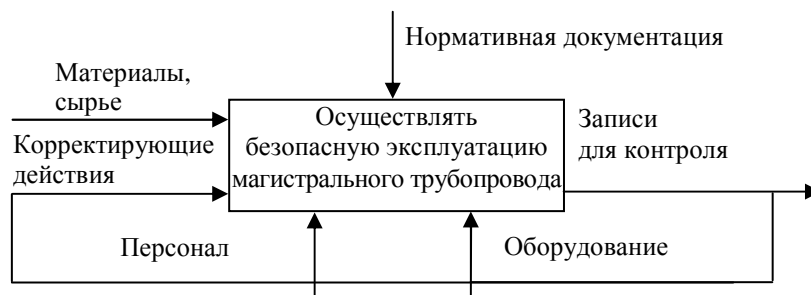 Нормативная документация
Материалы,
сырье
Осуществлять
безопасную эксплуатацию
магистрального трубопровода
Записи
для контроля
Корректирующие
действия
Персонал
Оборудование